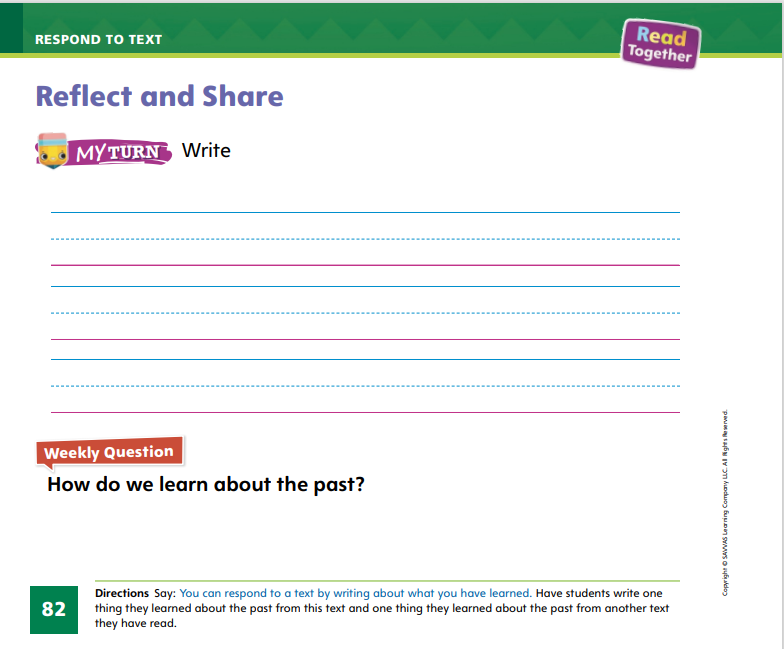 RESPOND TO TEXT
Read
Together
Reflect and Share
MY TURN Write
Weekly Question
How do we learn about the past?
Copyright © SAVVAS Learning Company LLC. All Rights Reserved.
82
Directions Say: You can respond to a text by writing about what you have learned. Have students write one
thing they learned about the past from this text and one thing they learned about the past from another text
they have read.